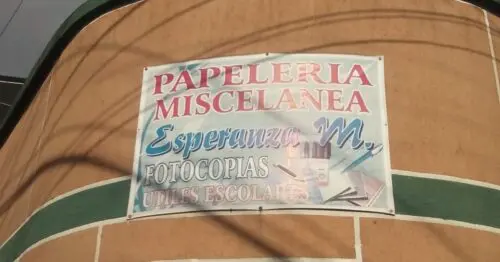 PAPELERIA
MISCELANEA
Esperanza M.
FOTOCOPIAS
UTILES ESCOLARES